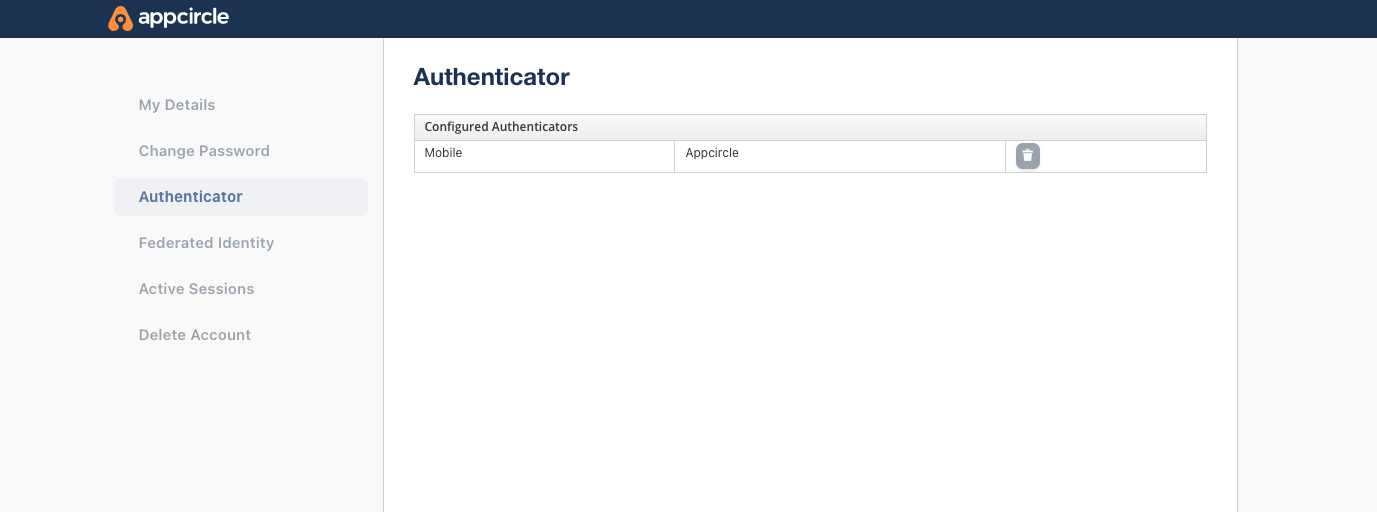 appcircle
My Details
Change Password
Authenticator
Federated Identity
Active Sessions
Delete Account
Authenticator
Configured Authenticators
Mobile Appcircle